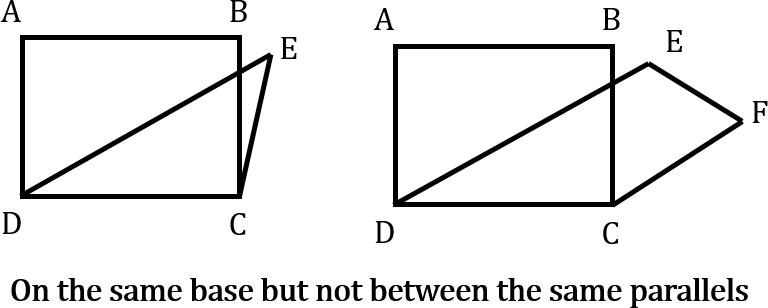 A B
E
D C
A B
E
F
D C
On the same base but not between the same parallels